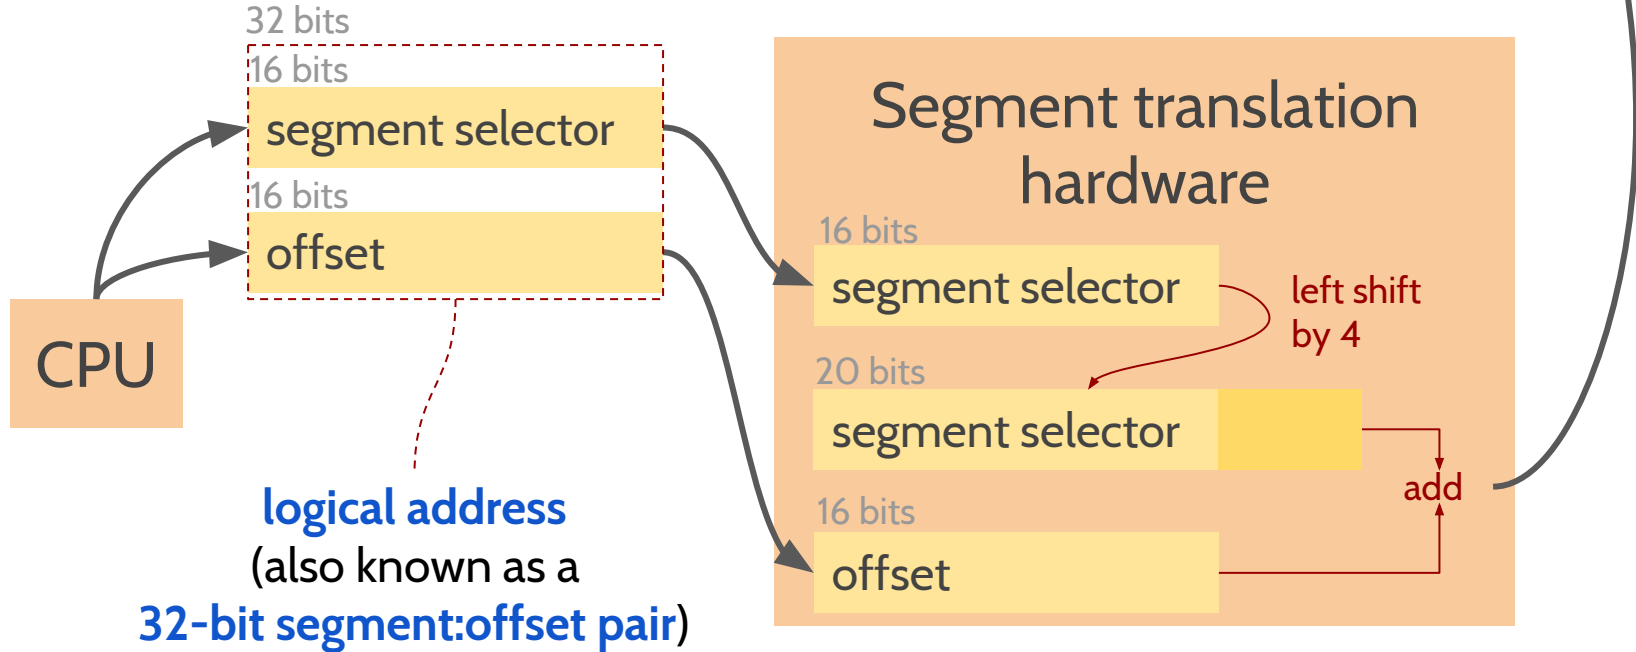 32 bits
16 bits
segment selector
16 bits
offset
CPU
logical address
(also known as a
32-bit segment:offset pair)
Segment translation
hardware
16 bits
segment selector
left shift
by 4
20 bits
segment selector
add
16 bits
offset